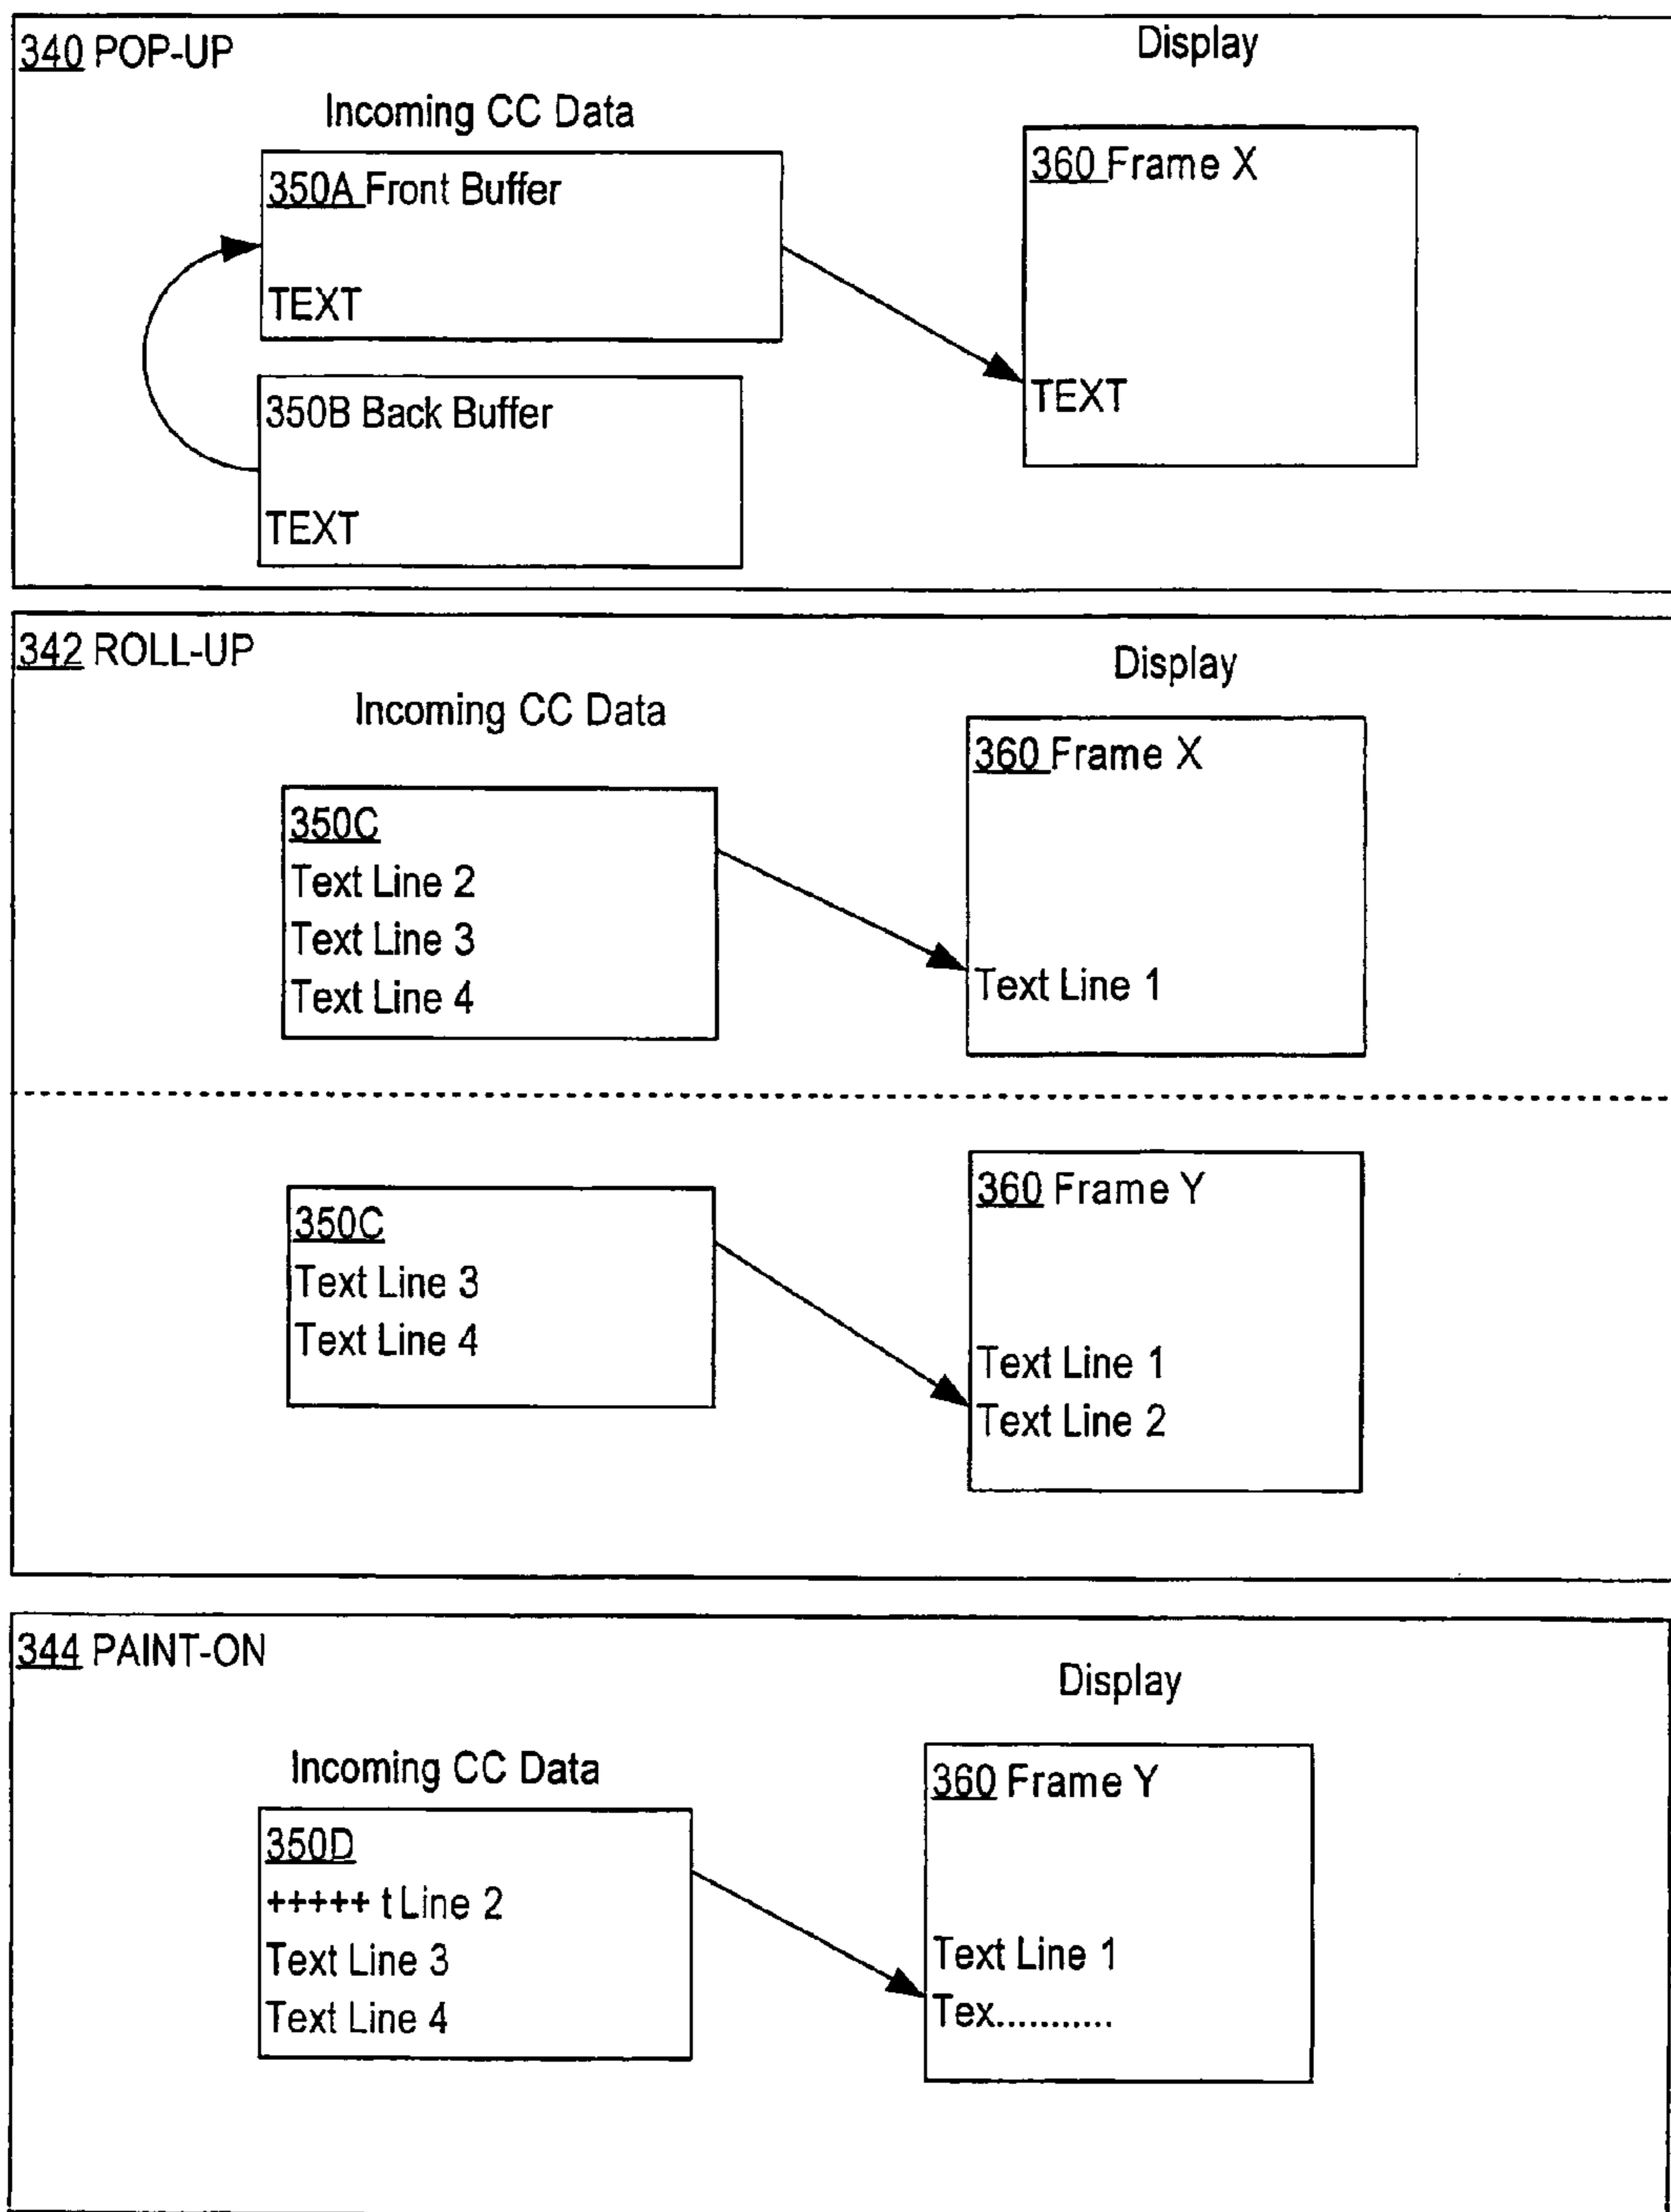 340 POP-UP
Display
Incoming CC Data
350A Front Buffer
TEXT
360 Frame X
TEXT
350B Back Buffer
TEXT
342 ROLL-UP
Display
Incoming CC Data
350C
Text Line 2
Text Line 3
Text Line 4
360 Frame X
Text Line 1
350C
Text Line 3
Text Line 4
360 Frame Y
Text Line 1
Text Line 2
344 PAINT-ON
Display
Incoming CC Data
350D
+++++ t Line 2
Text Line 3
Text Line 4
360 Frame Y
Text Line 1
Tex...........